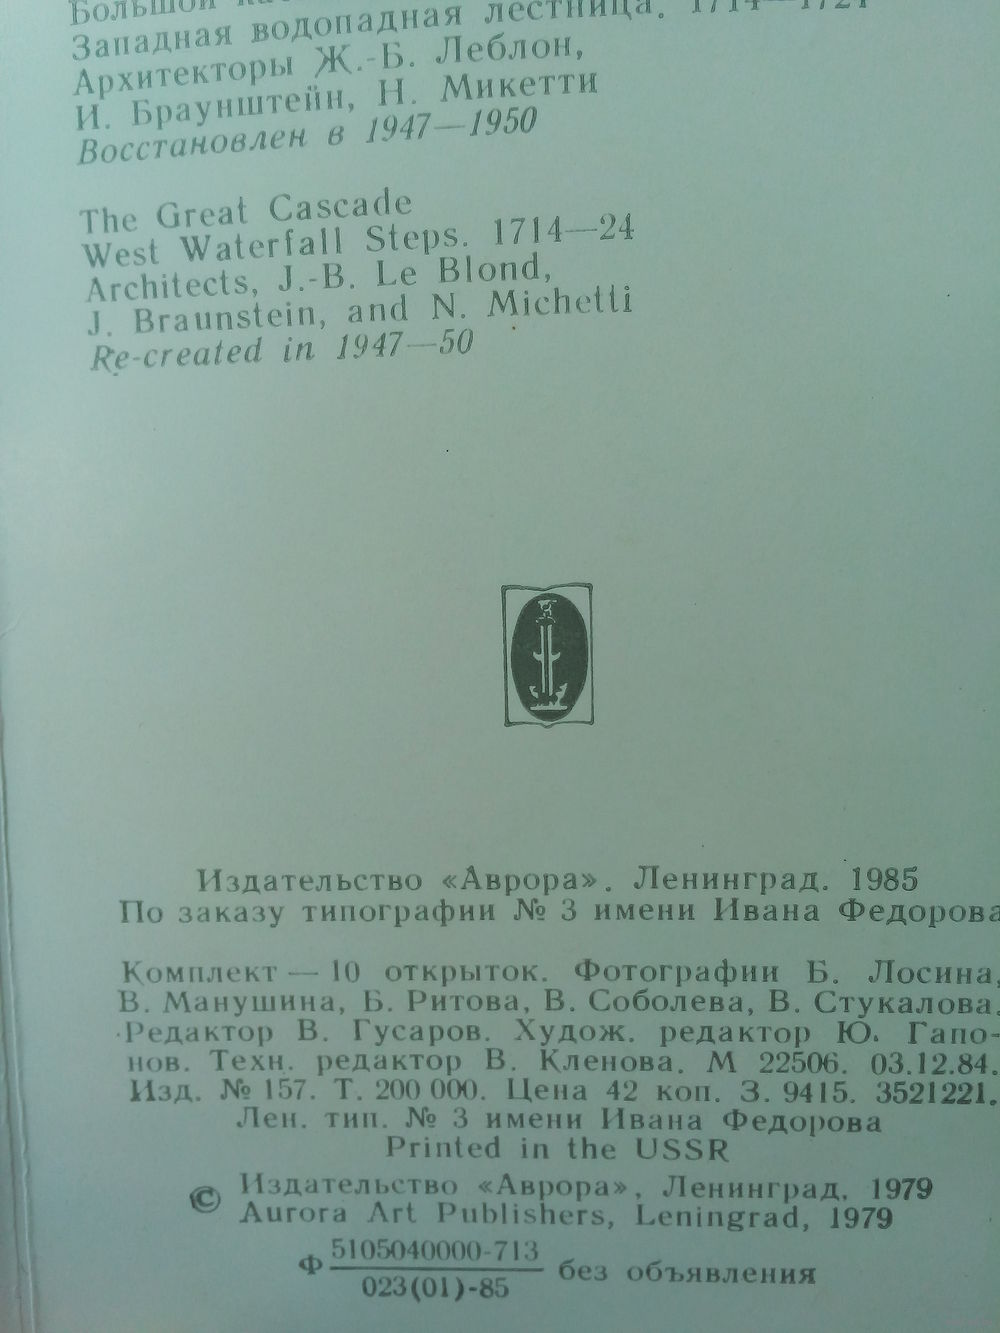 Большой
Западная водопадная лестница. 1714—1724
Архитекторы Ж.-Б. Леблон,
И. Браунштейн, Н. Микетти
Восстановлен в 1947—1950
The Great Cascade
West Waterfall Steps. 1714—24
Architects, J.-B. Le Blond,
J. Braunstein, and N. Michetti
Re-created in 1947—50
Издательство «Аврора». Ленинград. 1985
По заказу типографии № 3 имени Ивана Федорова
Комплект — 10 открыток. Фотографии Б. Лосина,
В. Манушина, Б. Ритова, В. Соболева, В. Стукалова.
Редактор В. Гусаров. Худож. редактор Ю. Гапо-
нов. Техн. редактор В. Кленова. М 22506. 03.12.84.
Изд. № 157. Т. 200 000. Цена 42 коп. З. 9415. 3521221.
Лен. тип. № 3 имени Ивана Федорова
Printed in the USSR
© Издательство «Аврора», Ленинград, 1979
Aurora Art Publishers, Leningrad, 1979
Ф 5105040000-713
023(01)-85 без объявления